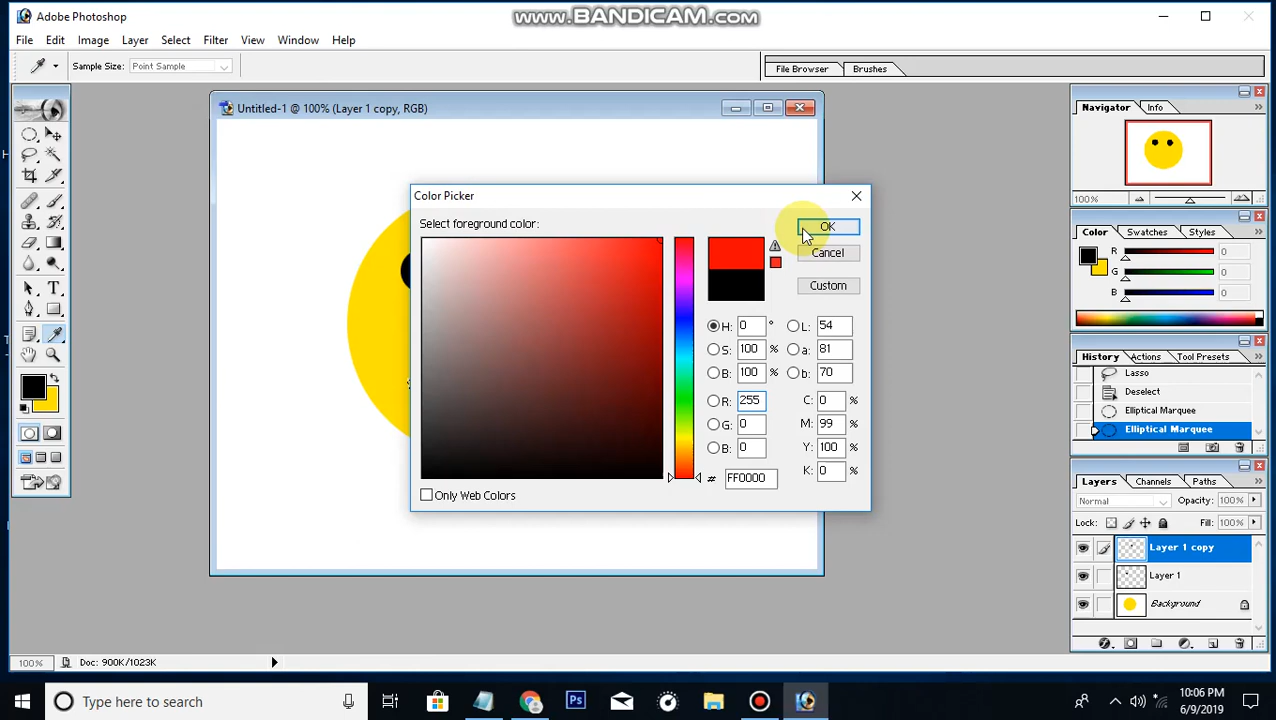 Adobe Photoshop
www.BANDICAM.com
File Edit Image Layer Select Filter View Window Help
Sample Size: Point Sample
File Browser Brushes
Untitled-1 @ 100% (Layer 1 copy, RGB)
Navigator Info
100%
Color Picker
Select foreground color:
OK
Cancel
Custom
H: 0 ° L: 54
S: 100 % a: 81
B: 100 % b: 70
R: 255 C: 0 %
G: 0 M: 99 %
B: 0 Y: 100 %
# FF0000 K: 0 %
Only Web Colors
Color Swatches Styles
R 0
G 0
B 0
History Actions Tool Presets
Lasso
Deselect
Elliptical Marquee
Elliptical Marquee
Layers Channels Paths
Normal Opacity: 100%
Lock: Fill: 100%
Layer 1 copy
Layer 1
Background
100% Doc: 900K/1023K
Type here to search
Ps
10:06 PM
6/9/2019